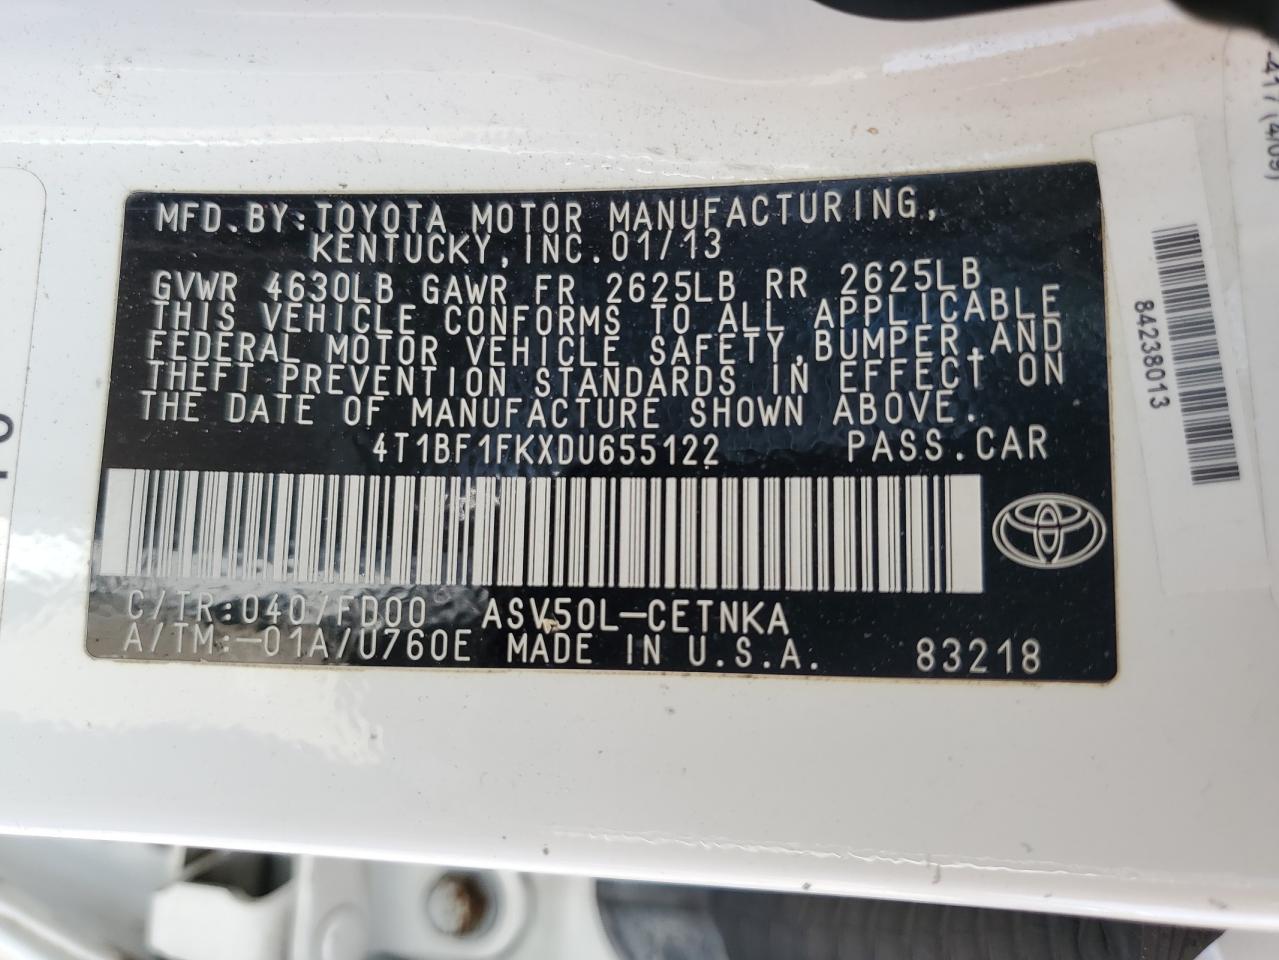 MFD.BY:TOYOTA MOTOR MANUFACTURING,
KENTUCKY,INC.01/13
GVWR 4630LB GAWR FR 2625LB RR 2625LB
THIS VEHICLE CONFORMS TO ALL APPLICABLE
FEDERAL MOTOR VEHICLE SAFETY,BUMPER,AND
THEFT PREVENTION STANDARDS IN EFFECT ON
THE DATE OF MANUFACTURE SHOWN ABOVE.
4T1BF1FKXDU655122 PASS.CAR
C/TR:040/FD00 ASV50L-CETNKA
A/TM:-01A/U760E MADE IN U.S.A. 83218
84238013